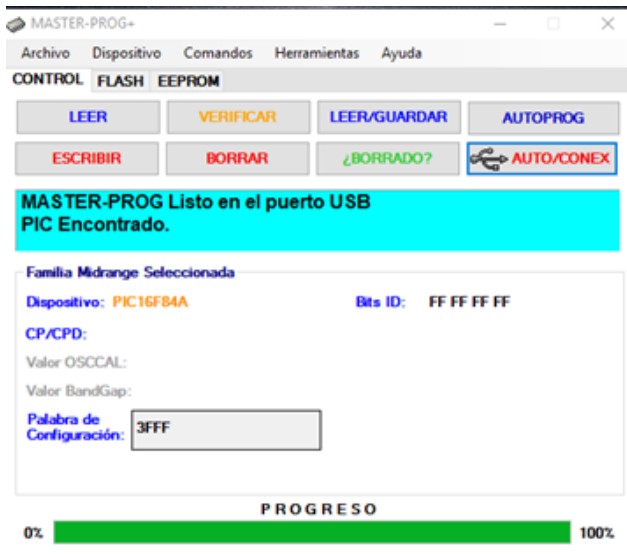 MASTER-PROG+
Archivo Dispositivo Comandos Herramientas Ayuda
CONTROL FLASH EEPROM
LEER VERIFICAR LEER/GUARDAR AUTOPROG
ESCRIBIR BORRAR ¿BORRADO? AUTO/CONEX
MASTER-PROG Listo en el puerto USB
PIC Encontrado.
Familia Midrange Seleccionada
Dispositivo: PIC16F84A Bits ID: FF FF FF FF
CP/CPD:
Valor OSCCAL:
Valor BandGap:
Palabra de
Configuración: 3FFF
PROGRESO
0% 100%